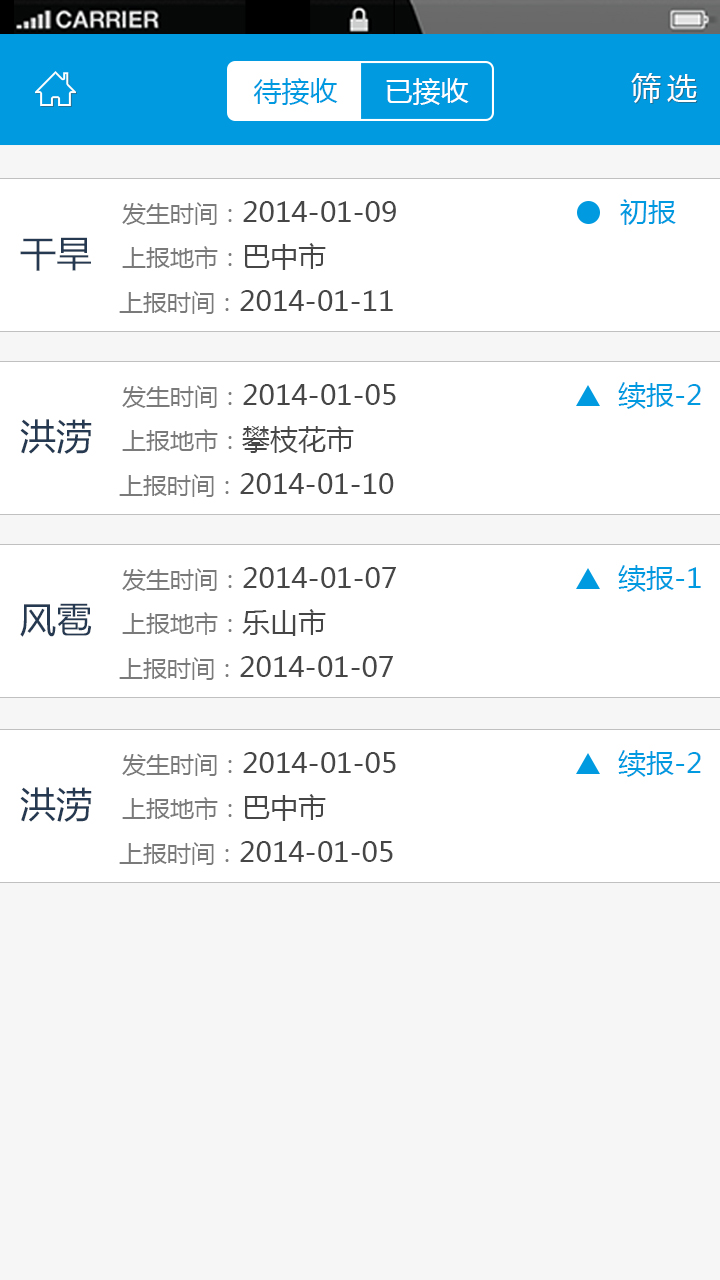 CARRIER
待接收 已接收 筛选
发生时间：2014-01-09 初报
干旱 上报地市：巴中市
上报时间：2014-01-11
发生时间：2014-01-05 续报-2
洪涝 上报地市：攀枝花市
上报时间：2014-01-10
发生时间：2014-01-07 续报-1
风雹 上报地市：乐山市
上报时间：2014-01-07
发生时间：2014-01-05 续报-2
洪涝 上报地市：巴中市
上报时间：2014-01-05